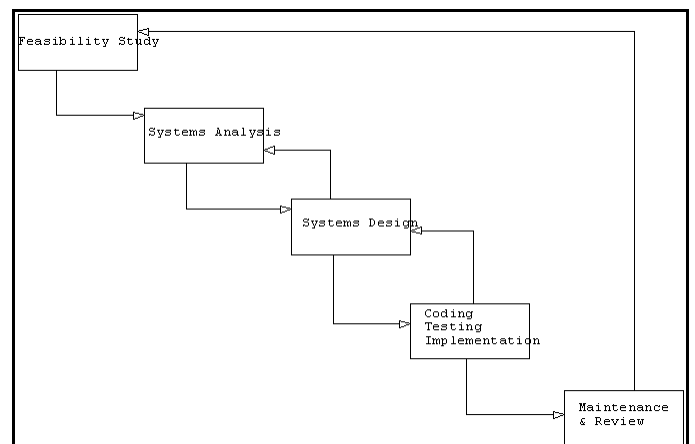 Feasibility Study
Systems Analysis
Systems Design
Coding
Testing
Implementation
Maintenance
& Review